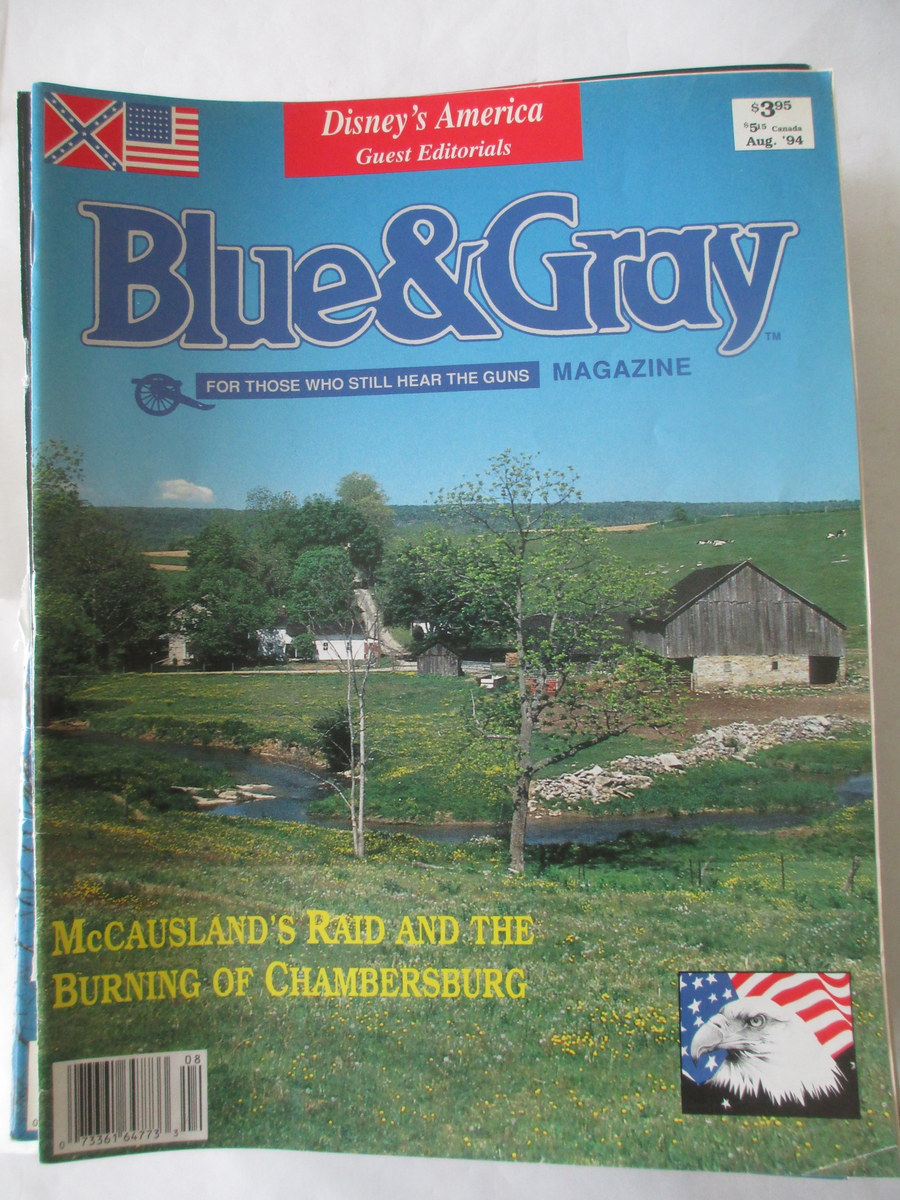 Disney's America
Guest Editorials
$3.95
$5.15 Canada
Aug. '94
Blue&Gray
TM
FOR THOSE WHO STILL HEAR THE GUNS MAGAZINE
McCausland's Raid and the
Burning of Chambersburg
08
0 73361 64773 3